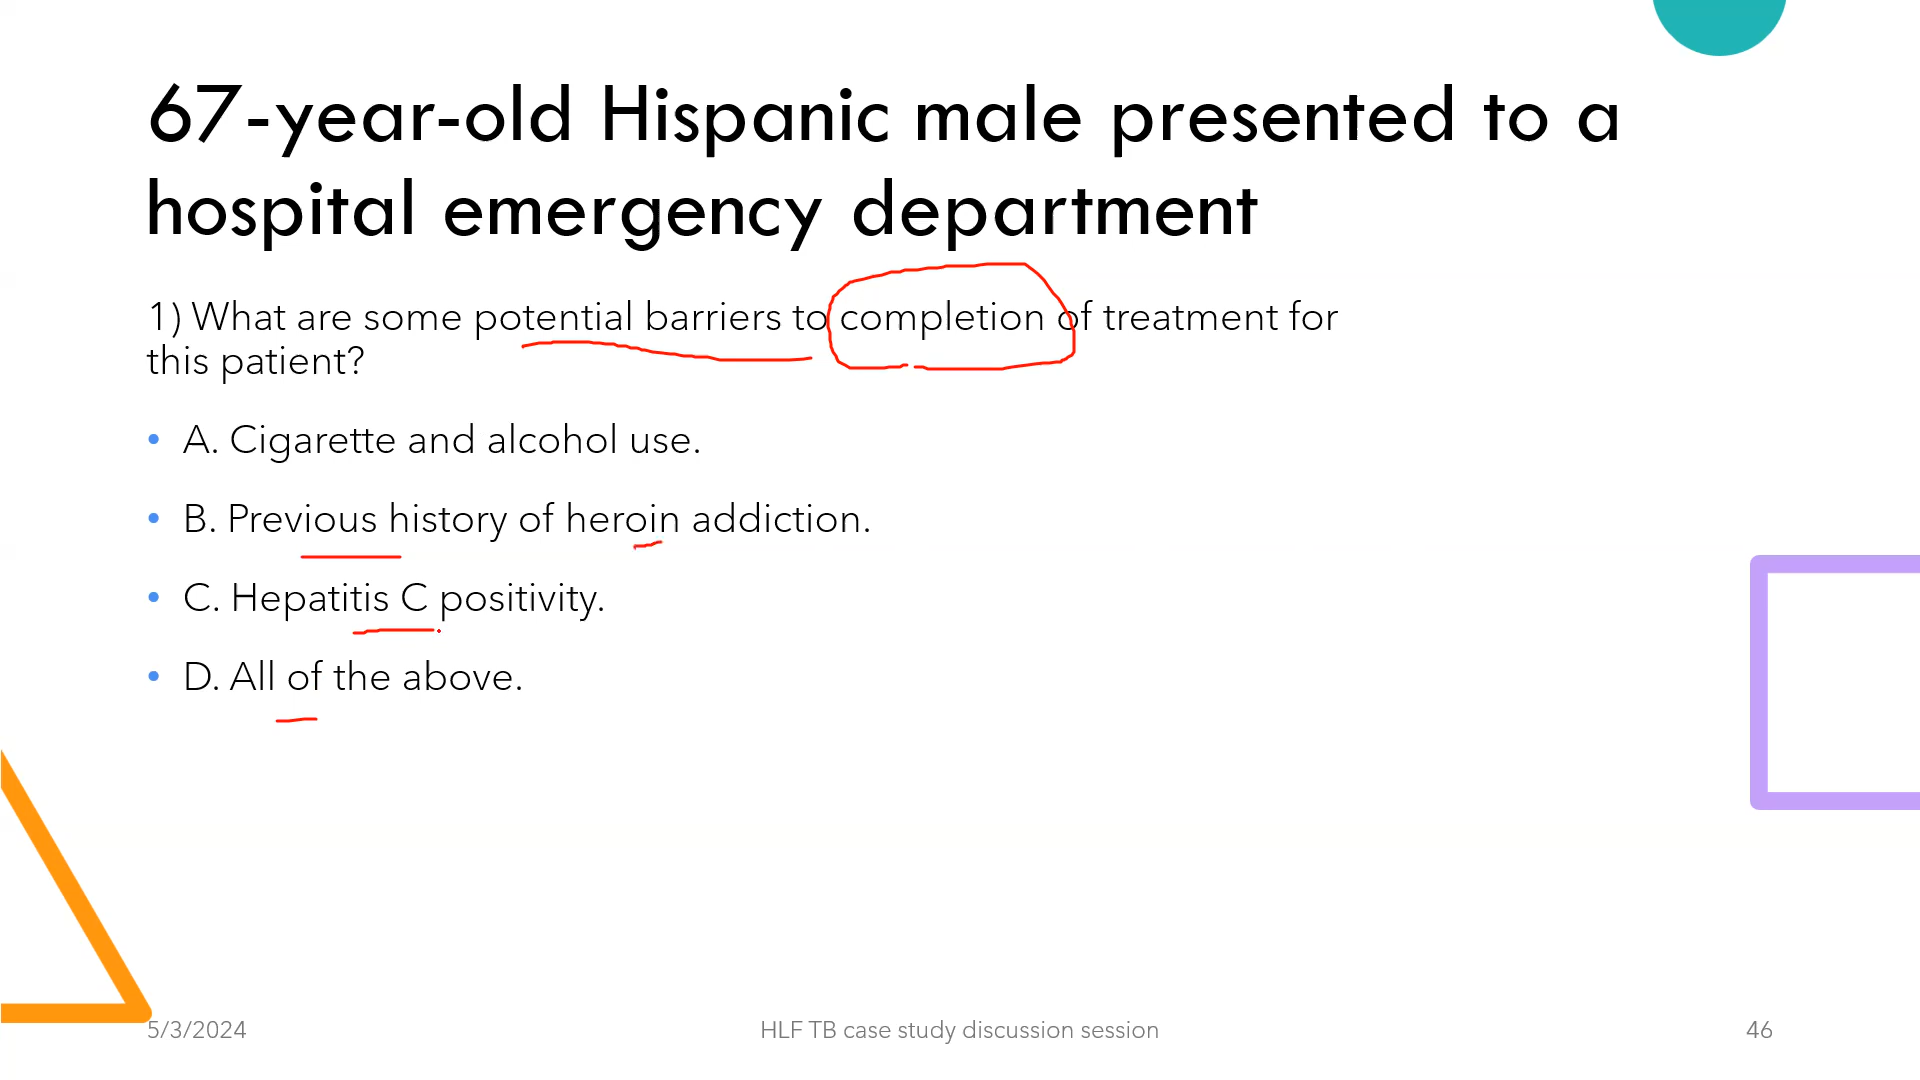 67-year-old Hispanic male presented to a
hospital emergency department
1) What are some potential barriers to completion of treatment for
this patient?
• A. Cigarette and alcohol use.
• B. Previous history of heroin addiction.
• C. Hepatitis C positivity.
• D. All of the above.
5/3/2024
HLF TB case study discussion session
46